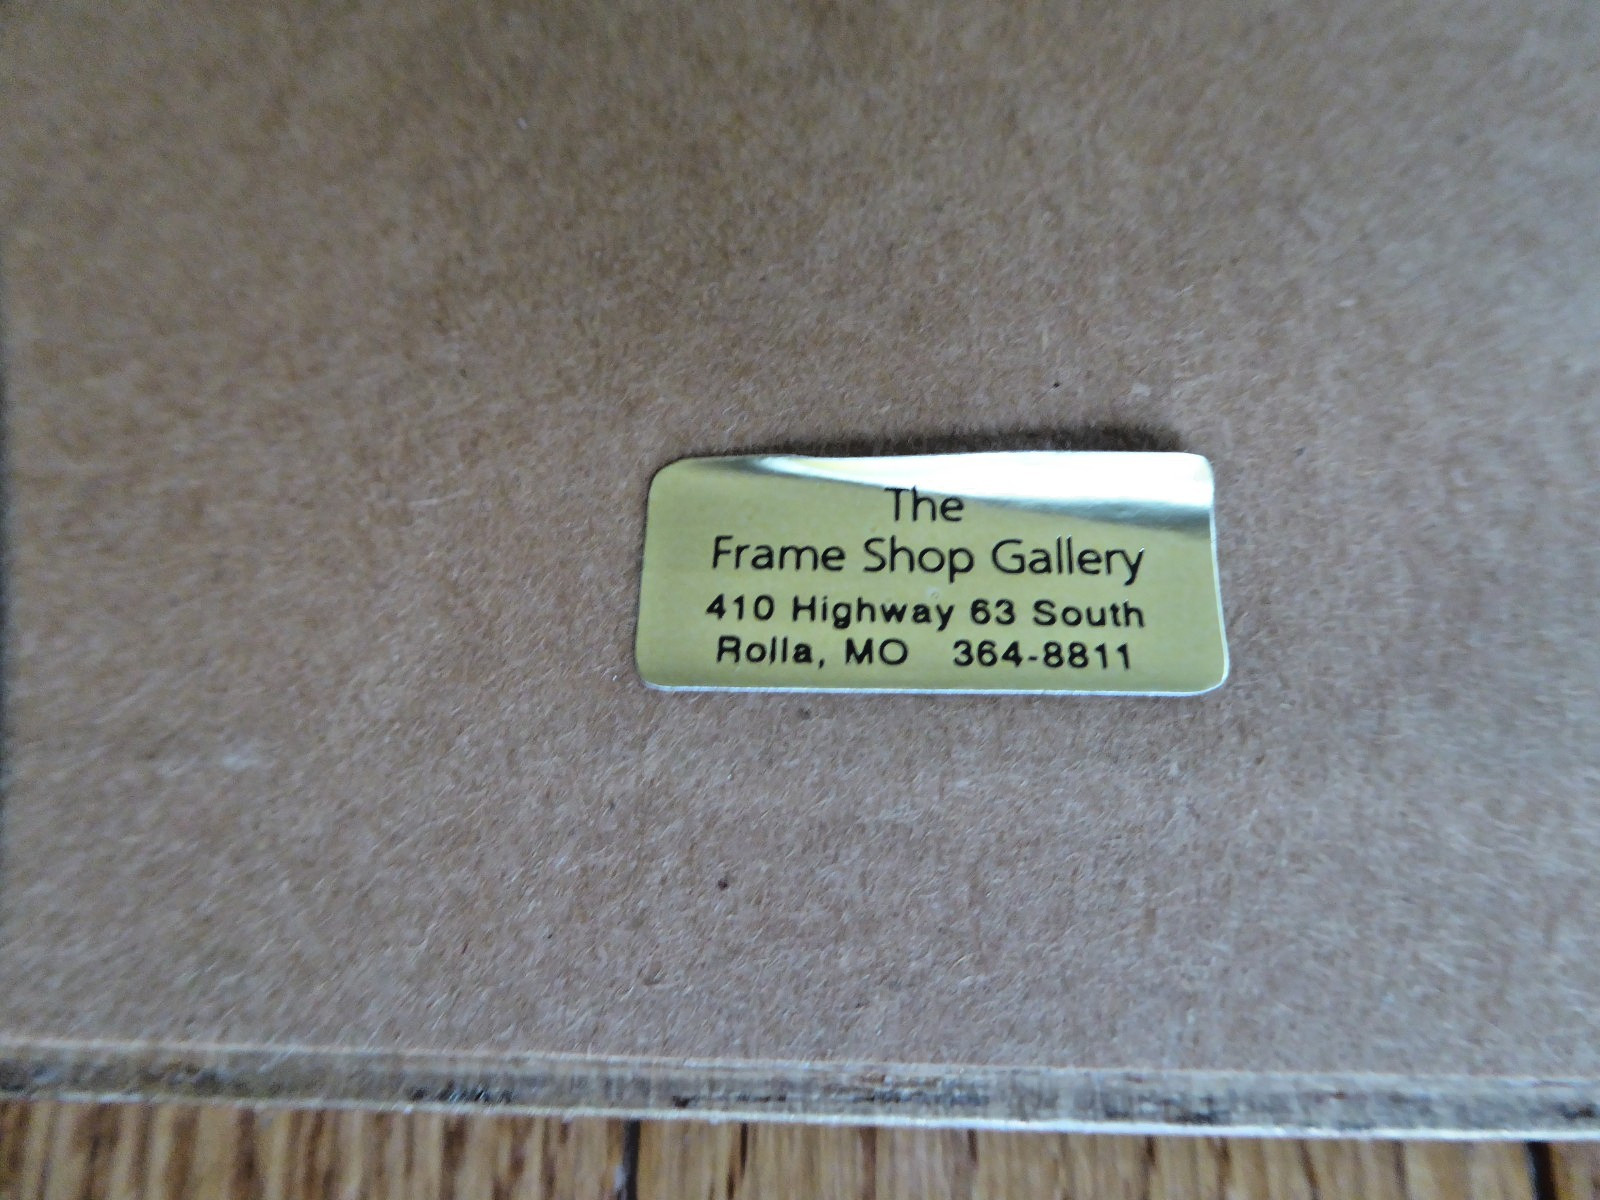 The
Frame Shop Gallery
410 Highway 63 South
Rolla, MO 364-8811